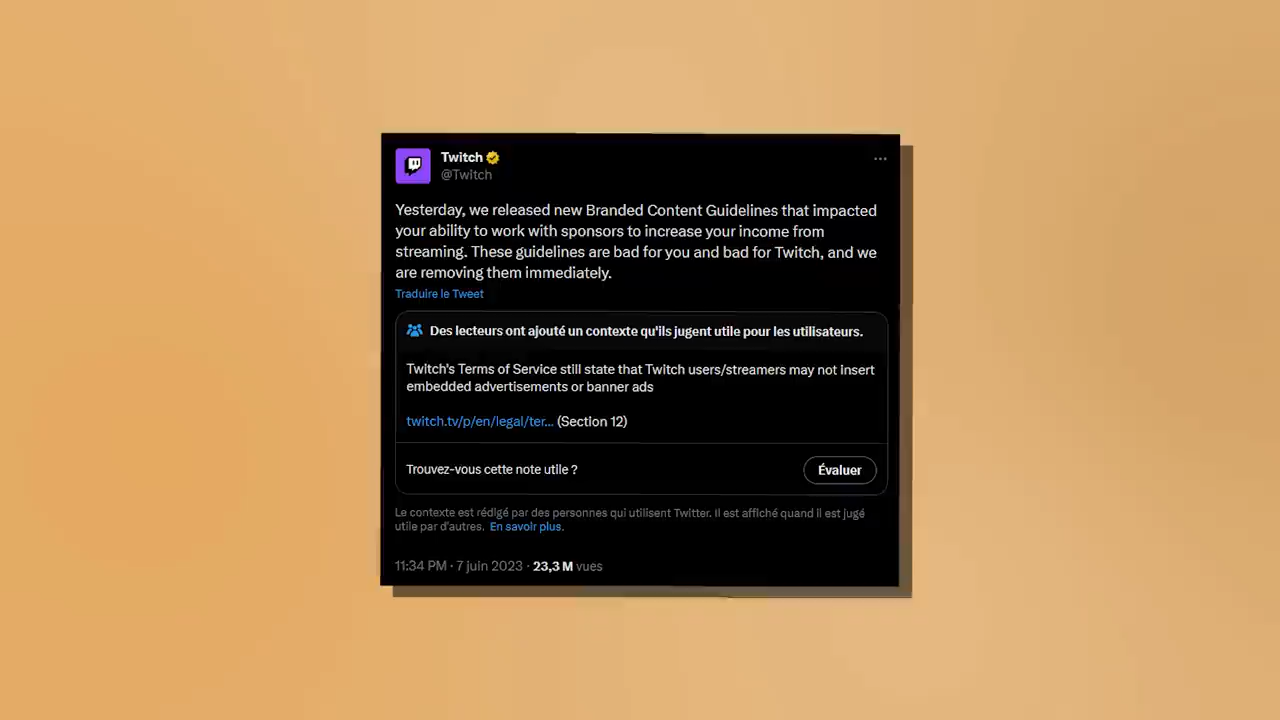 Twitch
@Twitch
Yesterday, we released new Branded Content Guidelines that impacted
your ability to work with sponsors to increase your income from
streaming. These guidelines are bad for you and bad for Twitch, and we
are removing them immediately.
Traduire le Tweet
Des lecteurs ont ajouté un contexte qu'ils jugent utile pour les utilisateurs.
Twitch's Terms of Service still state that Twitch users/streamers may not insert
embedded advertisements or banner ads
twitch.tv/p/en/legal/ter... (Section 12)
Trouvez-vous cette note utile ?
Évaluer
Le contexte est rédigé par des personnes qui utilisent Twitter. Il est affiché quand il est jugé
utile par d'autres. En savoir plus.
11:34 PM · 7 juin 2023 · 23,3 M vues